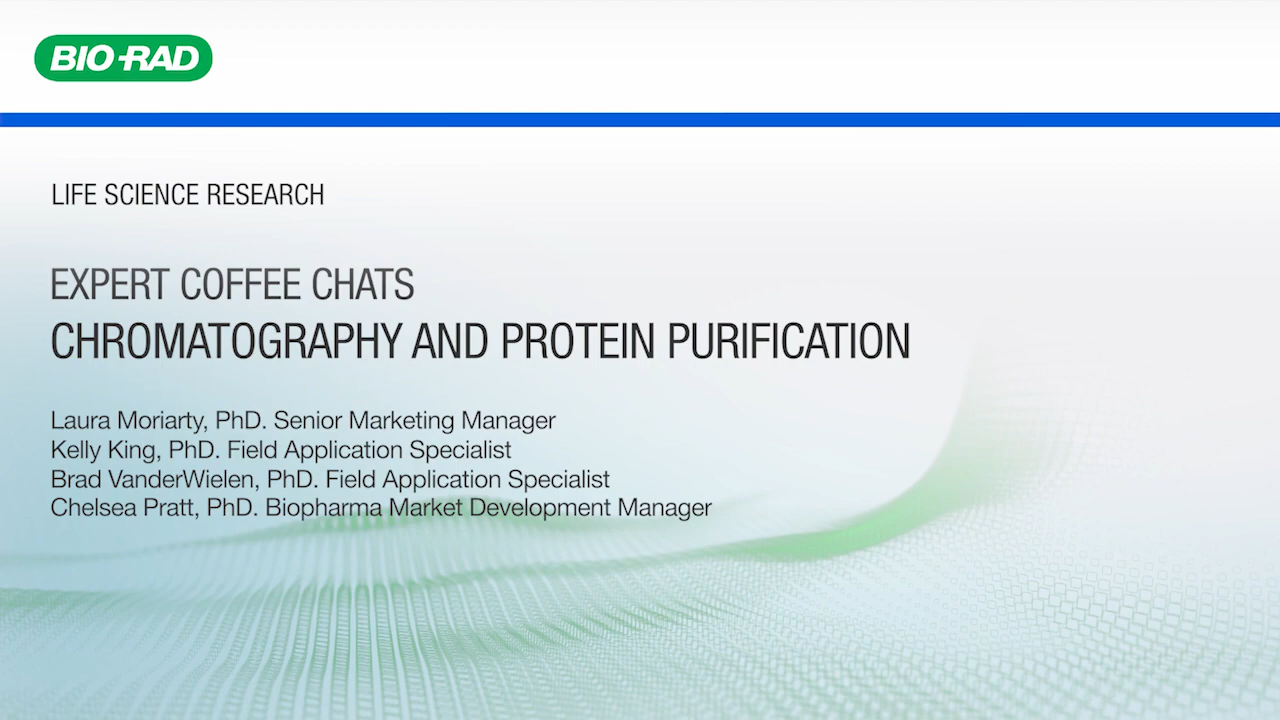 BIO-RAD
LIFE SCIENCE RESEARCH
EXPERT COFFEE CHATS
CHROMATOGRAPHY AND PROTEIN PURIFICATION
Laura Moriarty, PhD. Senior Marketing Manager
Kelly King, PhD. Field Application Specialist
Brad VanderWielen, PhD. Field Application Specialist
Chelsea Pratt, PhD. Biopharma Market Development Manager